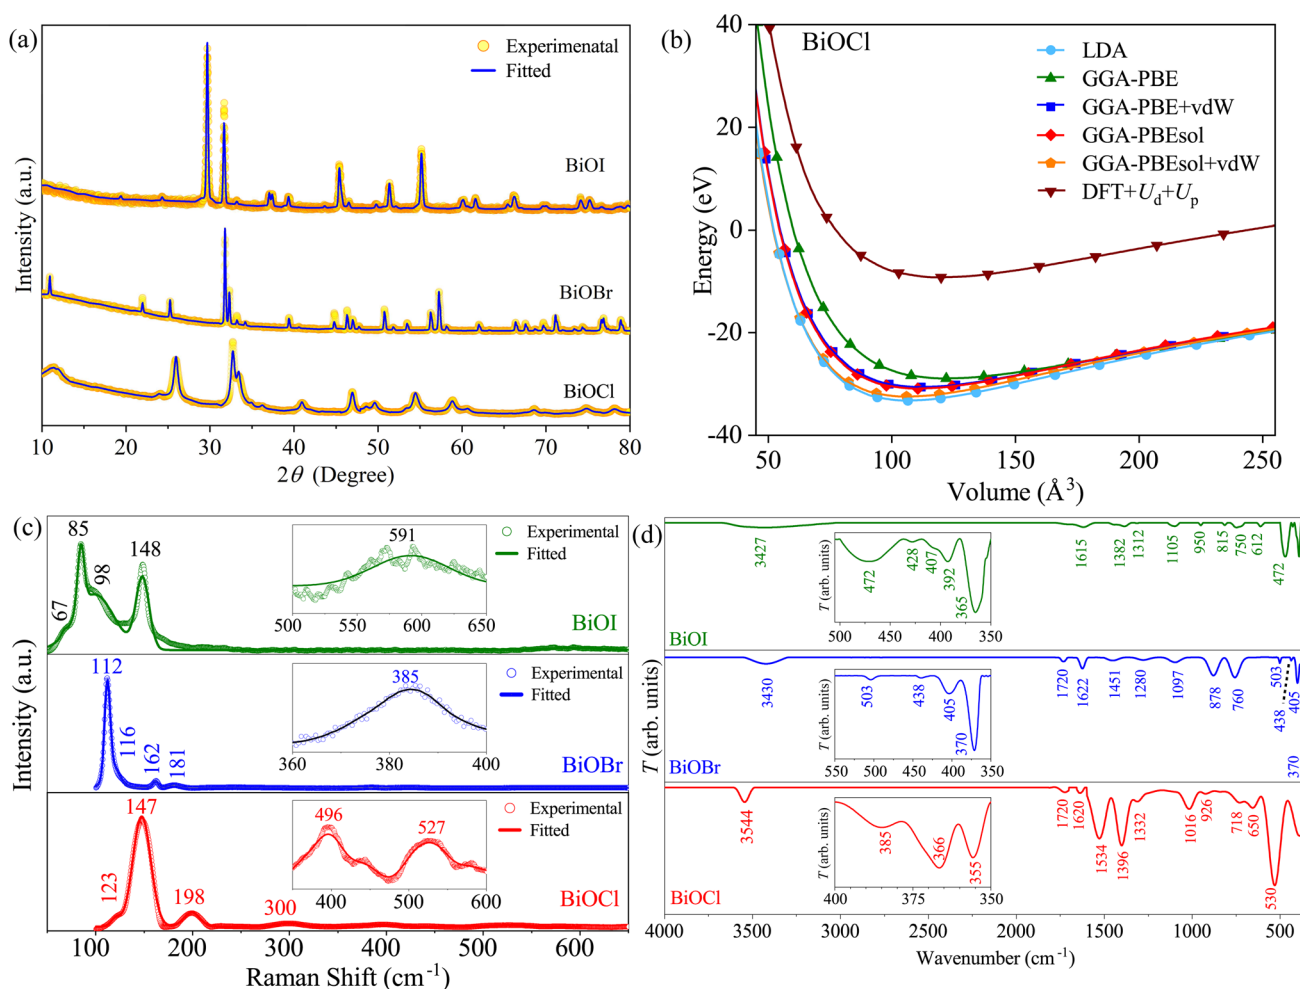 (a)
Experimenatal
Fitted
BiOI
BiOBr
BiOCl
Intensity (a.u.)
10 20 30 40 50 60 70 80
2θ (Degree)
(b)
BiOCl
LDA
GGA-PBE
GGA-PBE+vdW
GGA-PBEsol
GGA-PBEsol+vdW
DFT+Ud+Up
Energy (eV)
40
20
0
-20
-40
50 100 150 200 250
Volume (Å³)
(c)
85
148
98
67
591
Experimental
Fitted
500 550 600 650
BiOI
112
116
162
181
385
Experimental
Fitted
360 380 400
BiOBr
147
123
198
300
496
527
Experimental
Fitted
400 500 600
BiOCl
Intensity (a.u.)
100 200 300 400 500 600
Raman Shift (cm⁻¹)
(d)
3427
1615
1382
1312
1105
950
815
750
612
472
T (arb. units)
472
428
407
392
365
500 450 400 350
BiOI
3430
1720
1622
1451
1280
1097
878
760
503
438
405
370
T (arb. units)
503
438
405
370
550 500 450 400 350
BiOBr
3544
1720
1620
1534
1396
1332
1016
926
718
650
530
T (arb. units)
385
366
355
400 375 350
BiOCl
T (arb. units)
4000 3500 3000 2500 2000 1500 1000 500
Wavenumber (cm⁻¹)